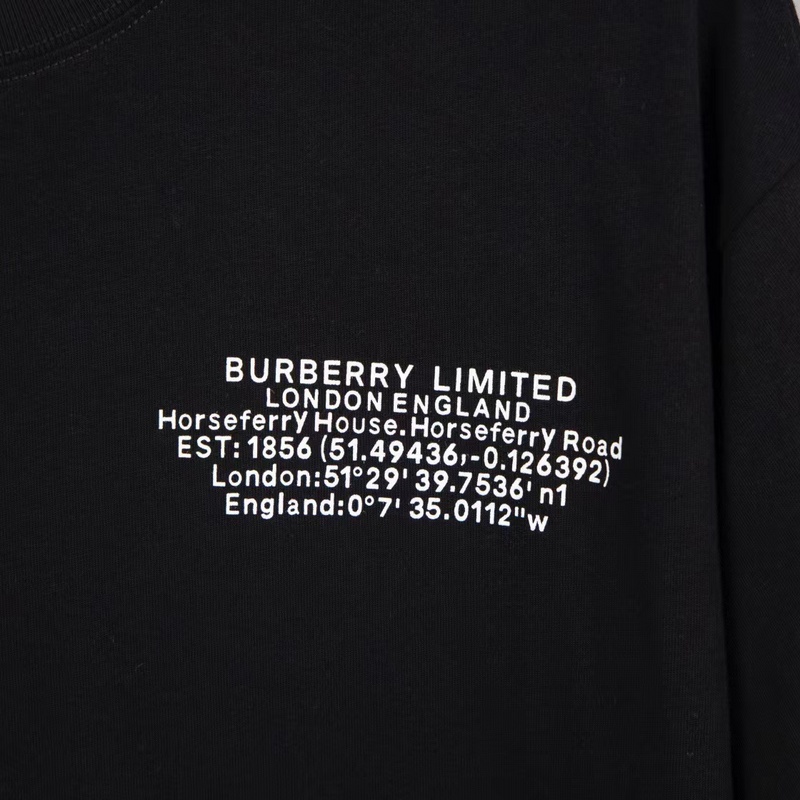 BURBERRY LIMITED
LONDON ENGLAND
Horseferry House.Horseferry Road
EST: 1856 (51.49436,-0.126392)
London:51°29' 39.7536' n1
England:0°7' 35.0112"w